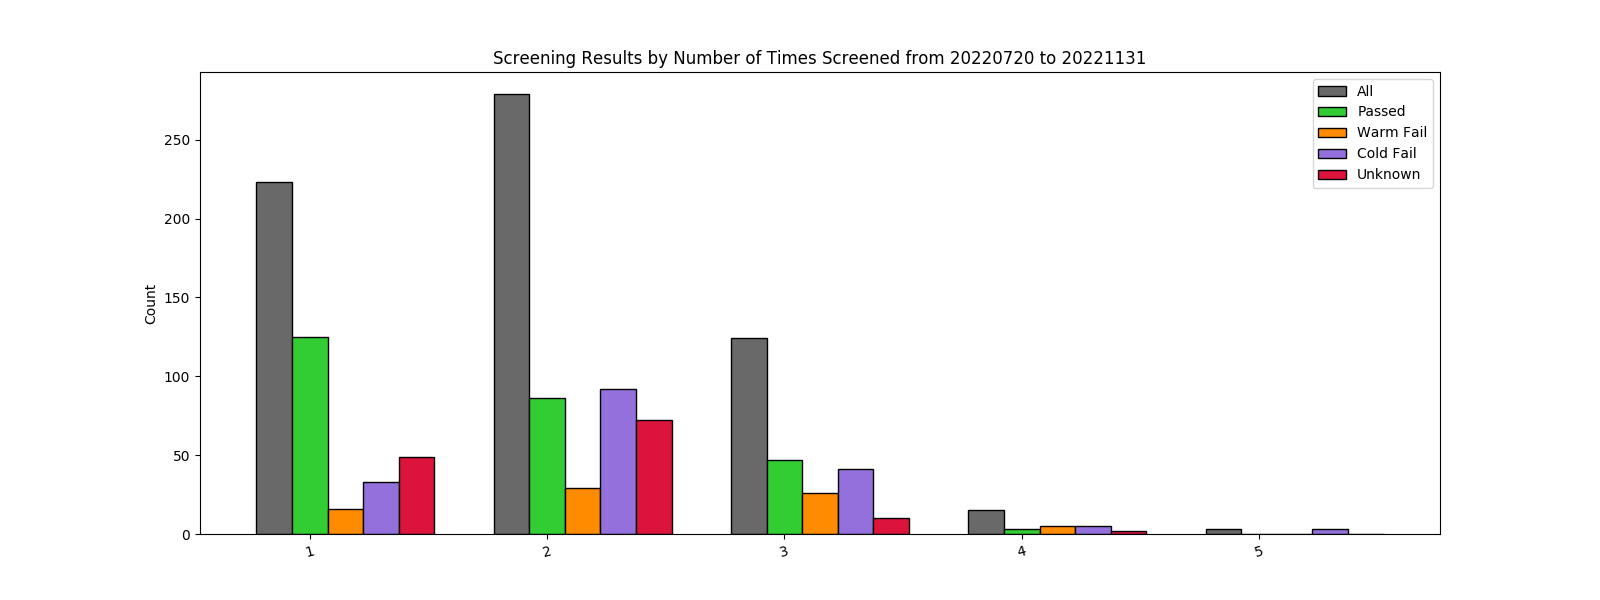 Screening Results by Number of Times Screened from 20220720 to 20221131
All
Passed
Warm Fail
Cold Fail
Unknown
Count
250
200
150
100
50
0
1 2 3 4 5